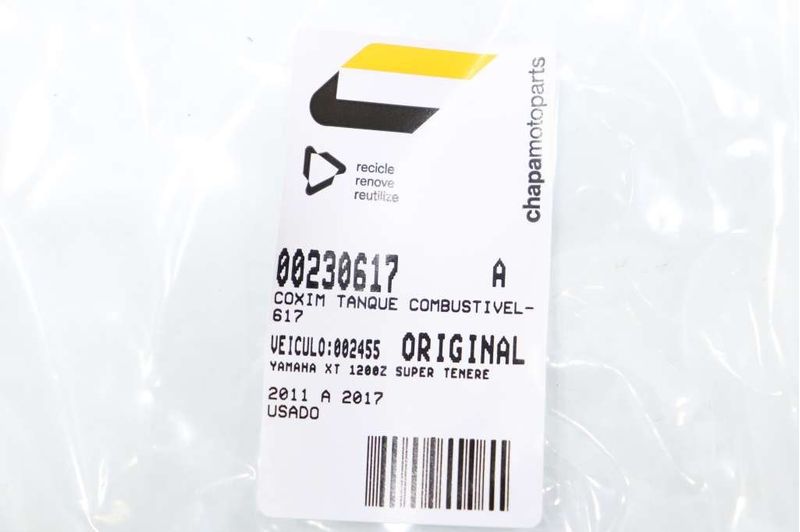 chapamotoparts
recicle
renove
reutilize
00230617 A
COXIM TANQUE COMBUSTIVEL-
617
VEICULO:002455 ORIGINAL
YAMAHA XT 1200Z SUPER TENERE
2011 A 2017
USADO